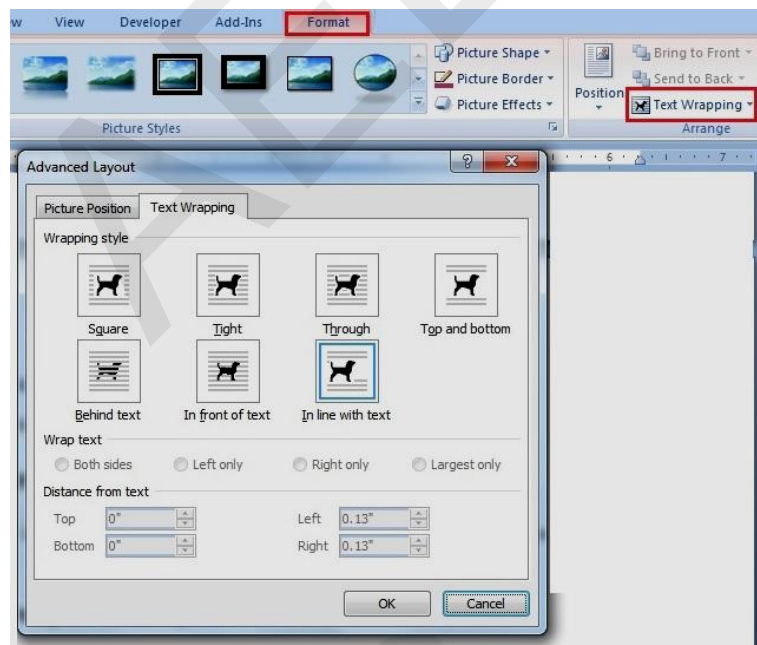 w View Developer Add-Ins Format
Picture Shape
Picture Border
Picture Effects
Position
Bring to Front
Send to Back
Text Wrapping
Picture Styles
Arrange
6 7
Advanced Layout
Picture Position Text Wrapping
Wrapping style
Square Tight Through Top and bottom
Behind text In front of text In line with text
Wrap text
Both sides Left only Right only Largest only
Distance from text
Top 0" Left 0.13"
Bottom 0" Right 0.13"
OK Cancel